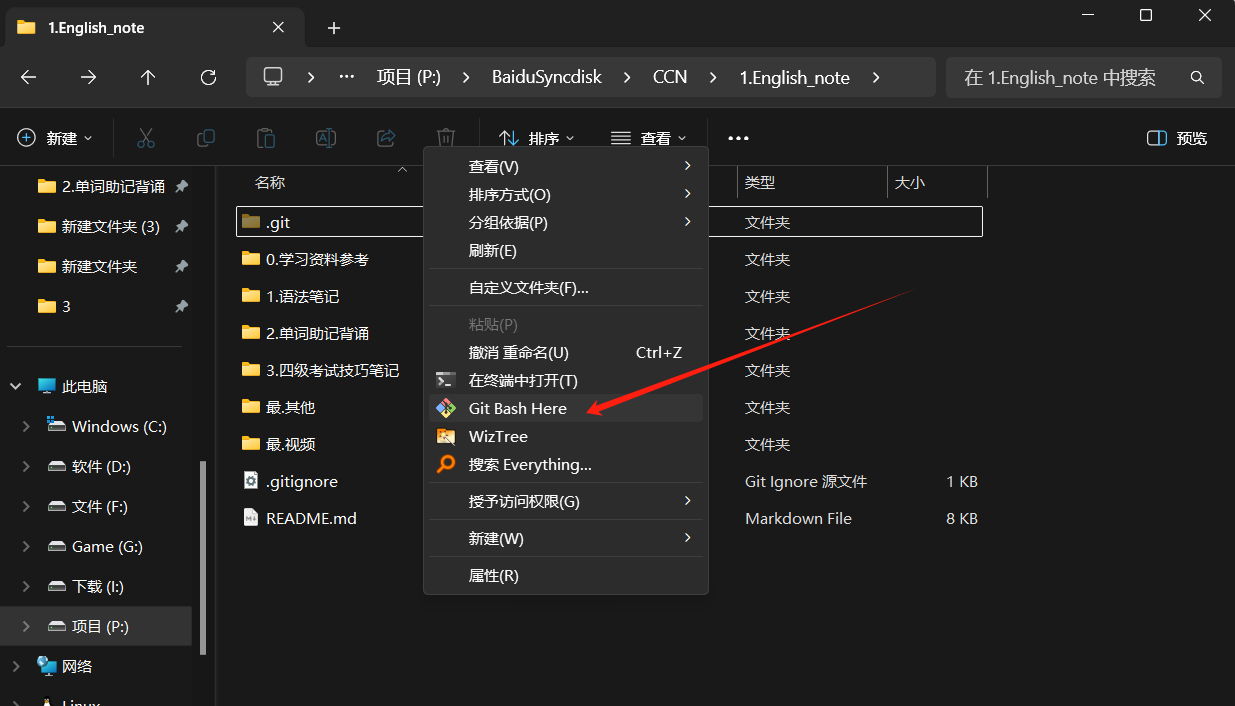 1.English_note
项目 (P:)
BaiduSyncdisk
CCN
1.English_note
在 1.English_note 中搜索
新建
排序
查看
预览
2.单词助记背诵
新建文件夹 (3)
新建文件夹
3
此电脑
Windows (C:)
软件 (D:)
文件 (F:)
Game (G:)
下载 (I:)
项目 (P:)
网络
Linux
名称 类型 大小
.git 文件夹
0.学习资料参考 文件夹
1.语法笔记 文件夹
2.单词助记背诵 文件夹
3.四级考试技巧笔记 文件夹
最.其他 文件夹
最.视频 文件夹
.gitignore Git Ignore 源文件 1 KB
README.md Markdown File 8 KB
查看(V)
排序方式(O)
分组依据(P)
刷新(E)
自定义文件夹(F)...
粘贴(P)
撤消 重命名(U) Ctrl+Z
在终端中打开(T)
Git Bash Here
WizTree
搜索 Everything...
授予访问权限(G)
新建(W)
属性(R)